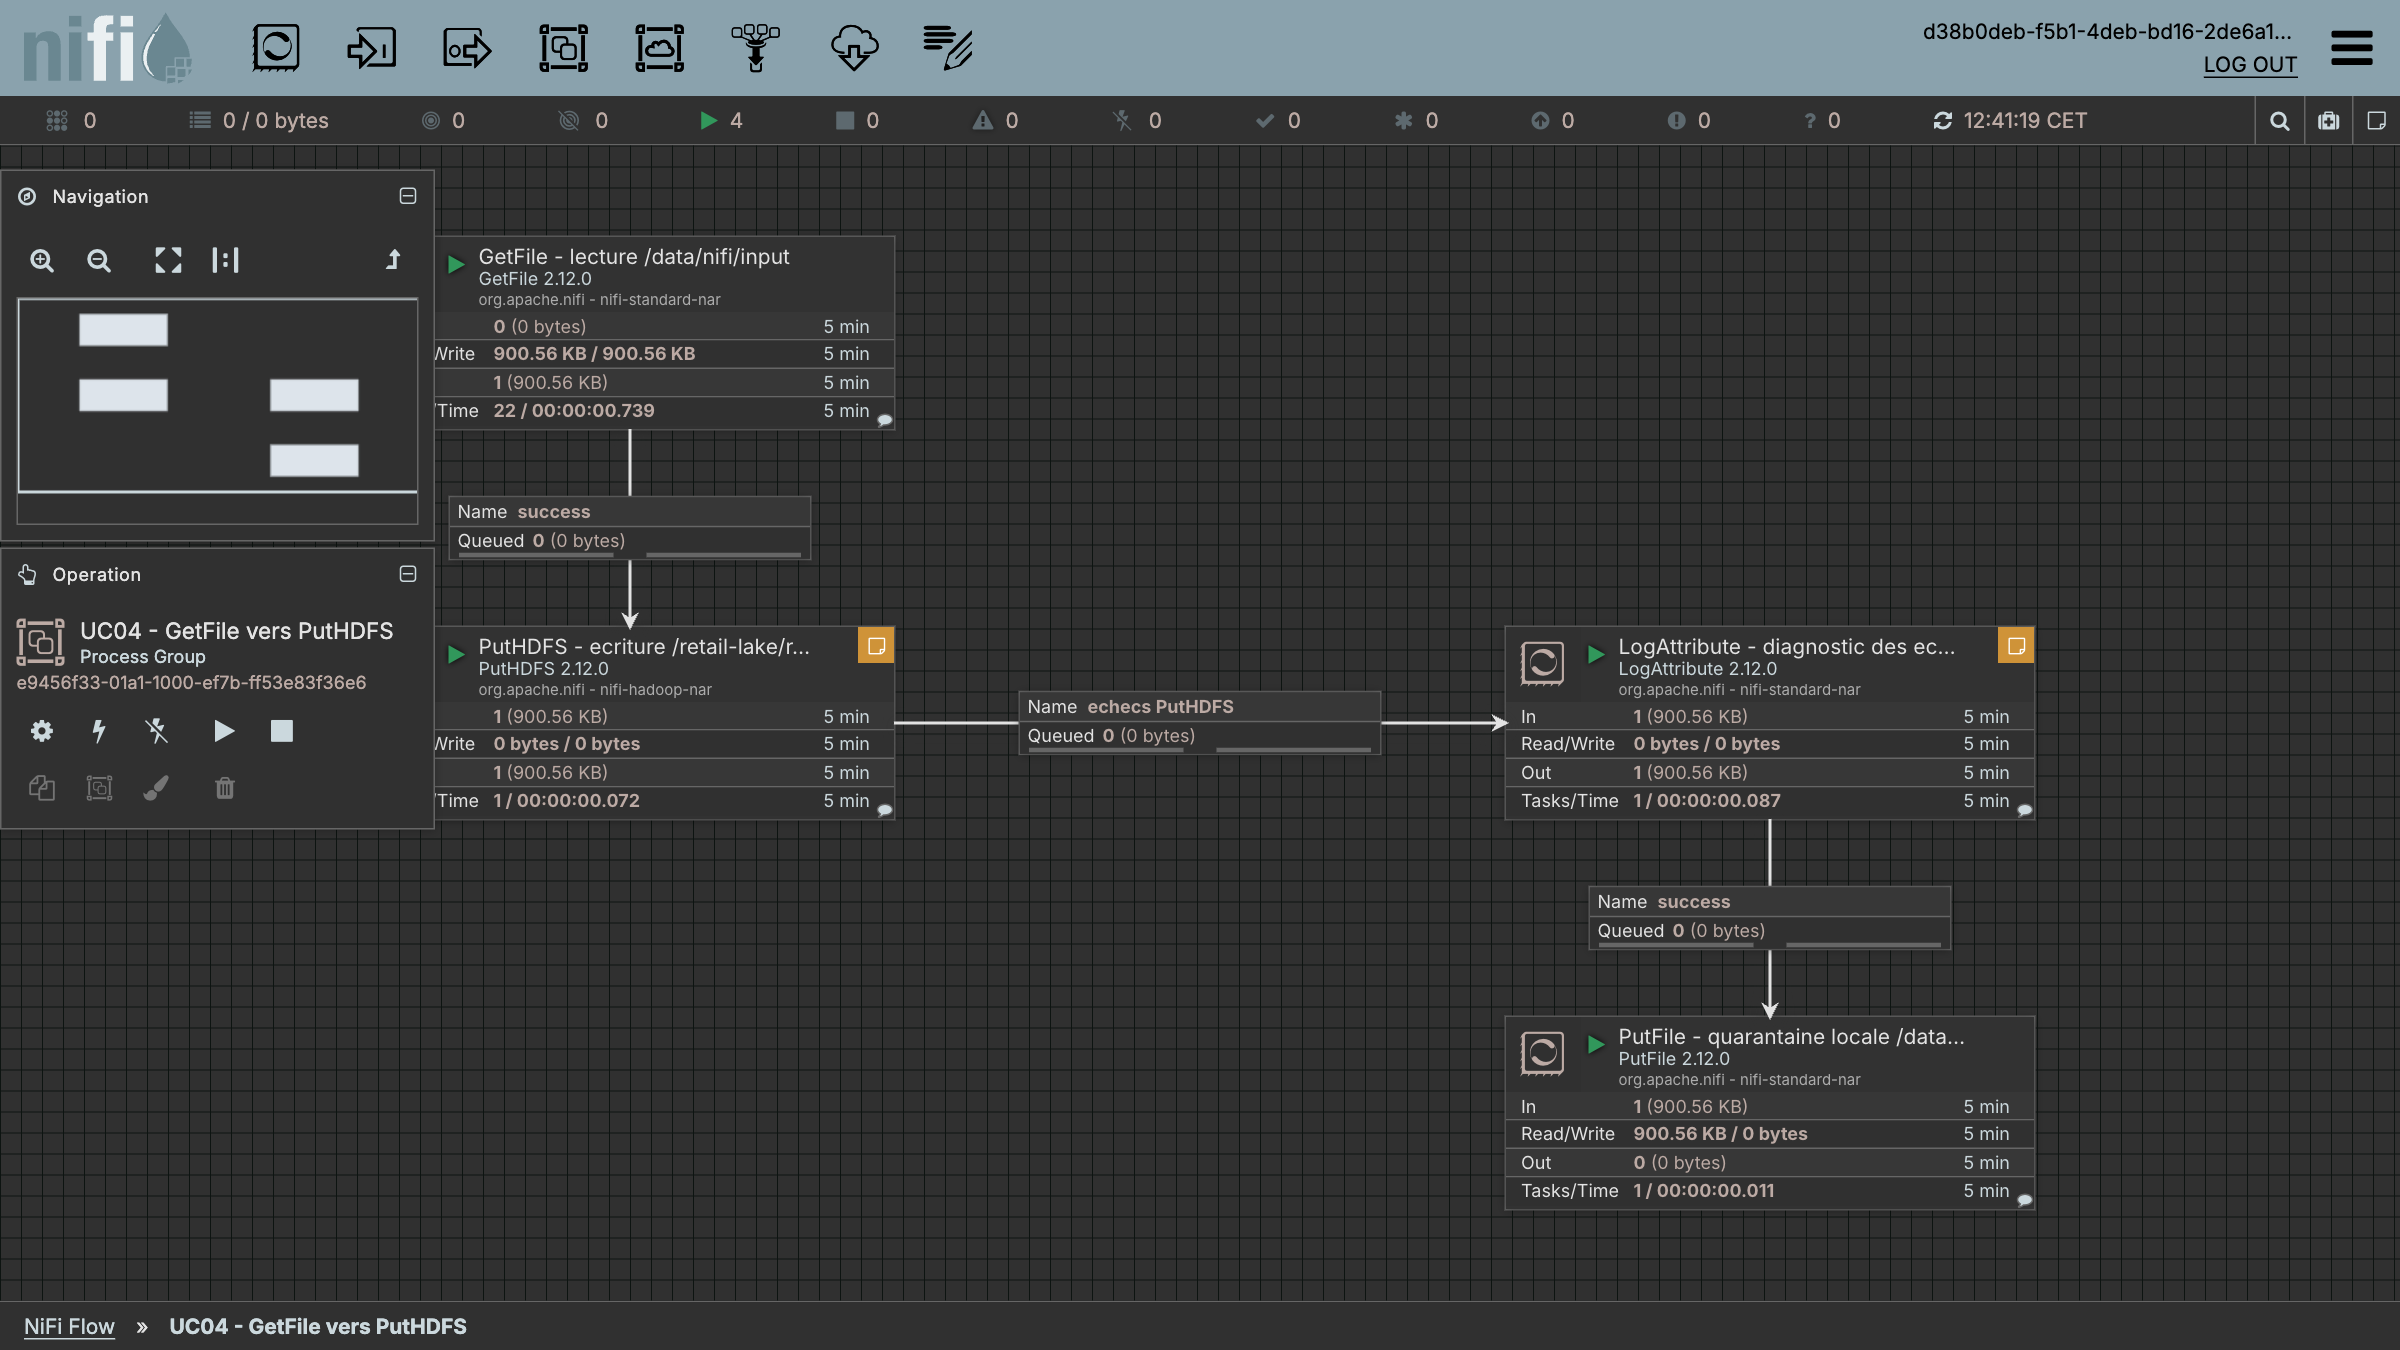 nifi
d38b0deb-f5b1-4deb-bd16-2de6a1...
LOG OUT
0
0 / 0 bytes
0
0
4
0
0
0
0
0
0
0
0
12:41:19 CET
Navigation
Operation
UC04 - GetFile vers PutHDFS
Process Group
e9456f33-01a1-1000-ef7b-ff53e83f36e6
GetFile - lecture /data/nifi/input
GetFile 2.12.0
org.apache.nifi - nifi-standard-nar
0 (0 bytes) 5 min
Write 900.56 KB / 900.56 KB 5 min
1 (900.56 KB) 5 min
/Time 22 / 00:00:00.739 5 min
Name success
Queued 0 (0 bytes)
PutHDFS - ecriture /retail-lake/r...
PutHDFS 2.12.0
org.apache.nifi - nifi-hadoop-nar
1 (900.56 KB) 5 min
Write 0 bytes / 0 bytes 5 min
1 (900.56 KB) 5 min
/Time 1 / 00:00:00.072 5 min
Name echecs PutHDFS
Queued 0 (0 bytes)
LogAttribute - diagnostic des ec...
LogAttribute 2.12.0
org.apache.nifi - nifi-standard-nar
In 1 (900.56 KB) 5 min
Read/Write 0 bytes / 0 bytes 5 min
Out 1 (900.56 KB) 5 min
Tasks/Time 1 / 00:00:00.087 5 min
Name success
Queued 0 (0 bytes)
PutFile - quarantaine locale /data...
PutFile 2.12.0
org.apache.nifi - nifi-standard-nar
In 1 (900.56 KB) 5 min
Read/Write 900.56 KB / 0 bytes 5 min
Out 0 (0 bytes) 5 min
Tasks/Time 1 / 00:00:00.011 5 min
NiFi Flow » UC04 - GetFile vers PutHDFS